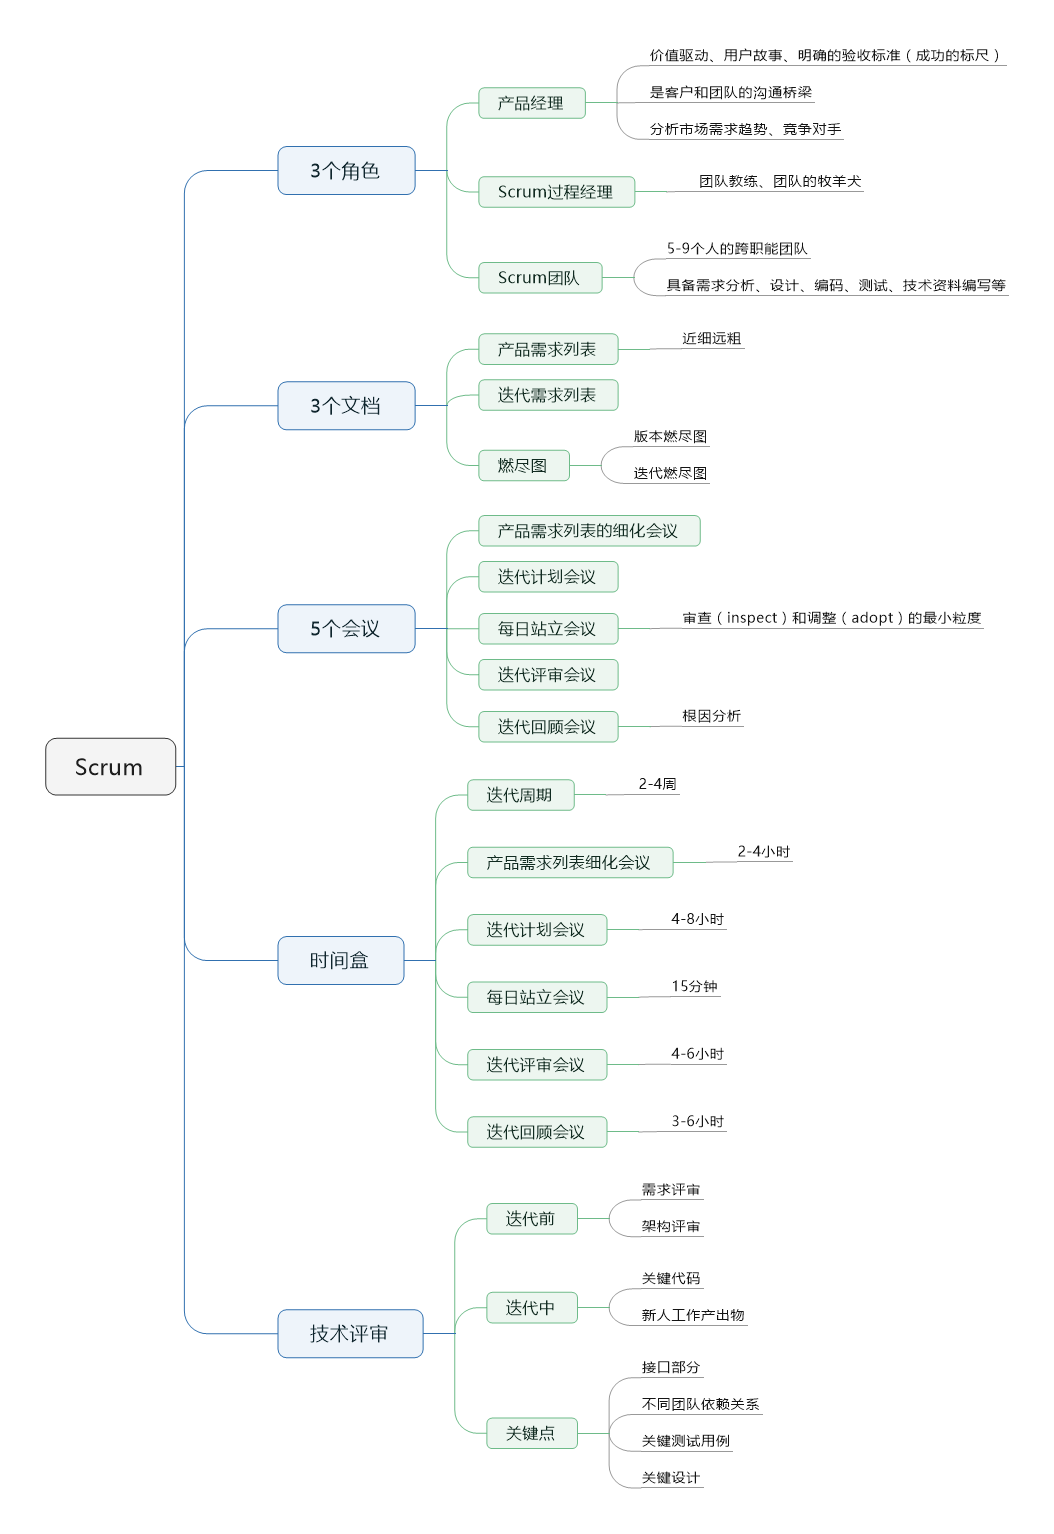 Scrum
3个角色
产品经理
价值驱动、用户故事、明确的验收标准（成功的标尺）
是客户和团队的沟通桥梁
分析市场需求趋势、竞争对手
Scrum过程经理
团队教练、团队的牧羊犬
Scrum团队
5-9个人的跨职能团队
具备需求分析、设计、编码、测试、技术资料编写等
3个文档
产品需求列表
近细远粗
迭代需求列表
燃尽图
版本燃尽图
迭代燃尽图
5个会议
产品需求列表的细化会议
迭代计划会议
每日站立会议
审查（inspect）和调整（adopt）的最小粒度
迭代评审会议
迭代回顾会议
根因分析
时间盒
迭代周期
2-4周
产品需求列表细化会议
2-4小时
迭代计划会议
4-8小时
每日站立会议
15分钟
迭代评审会议
4-6小时
迭代回顾会议
3-6小时
技术评审
迭代前
需求评审
架构评审
迭代中
关键代码
新人工作产出物
关键点
接口部分
不同团队依赖关系
关键测试用例
关键设计